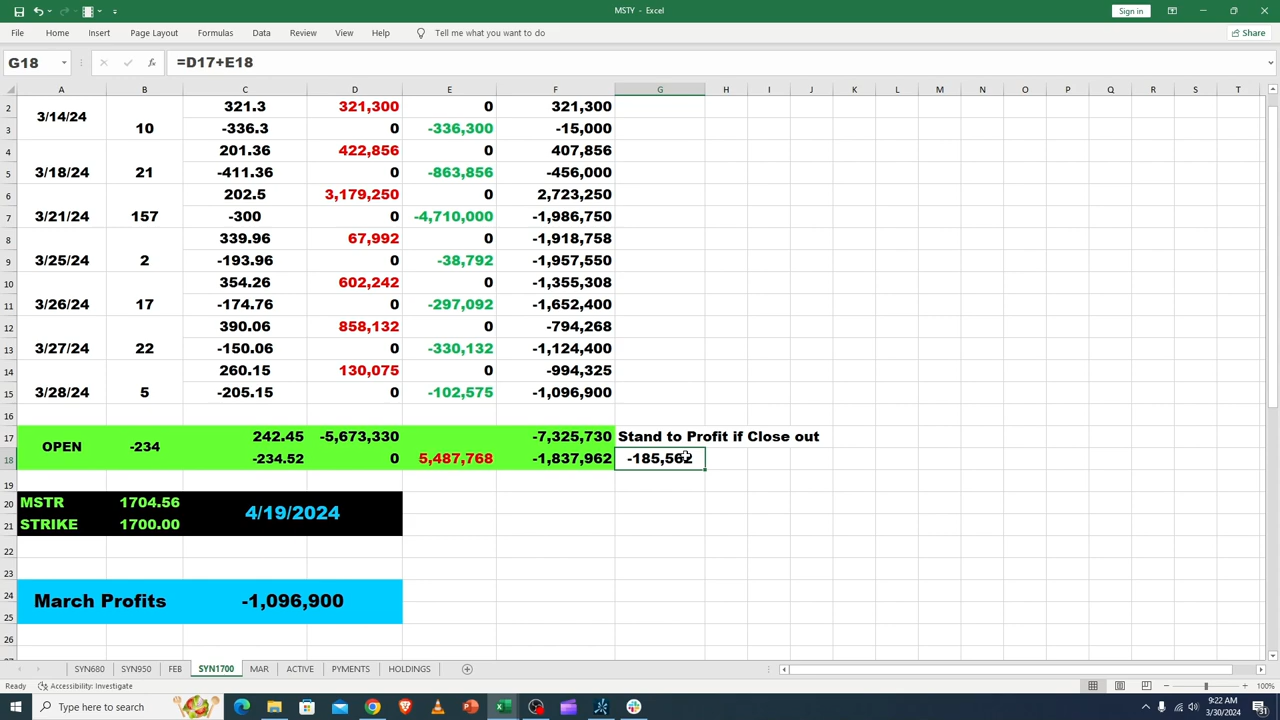 MSTY - Excel
Sign in
File Home Insert Page Layout Formulas Data Review View Help Tell me what you want to do
Share
G18 fx =D17+E18
A B C D E F G H I J K L M N O P Q R S T
2 321.3 321,300 0 321,300
3/14/24
3 10 -336.3 0 -336,300 -15,000
4 201.36 422,856 0 407,856
5 3/18/24 21 -411.36 0 -863,856 -456,000
6 202.5 3,179,250 0 2,723,250
7 3/21/24 157 -300 0 -4,710,000 -1,986,750
8 339.96 67,992 0 -1,918,758
9 3/25/24 2 -193.96 0 -38,792 -1,957,550
10 354.26 602,242 0 -1,355,308
11 3/26/24 17 -174.76 0 -297,092 -1,652,400
12 390.06 858,132 0 -794,268
13 3/27/24 22 -150.06 0 -330,132 -1,124,400
14 260.15 130,075 0 -994,325
15 3/28/24 5 -205.15 0 -102,575 -1,096,900
16
17 242.45 -5,673,330 -7,325,730 Stand to Profit if Close out
OPEN -234
18 -234.52 0 5,487,768 -1,837,962 -185,562
19
20 MSTR 1704.56
4/19/2024
21 STRIKE 1700.00
22
23
24
March Profits -1,096,900
25
26
SYN680 SYN950 FEB SYN1700 MAR ACTIVE PYMENTS HOLDINGS
Ready Accessibility: Investigate 100%
Type here to search
9:22 AM
3/30/2024
31